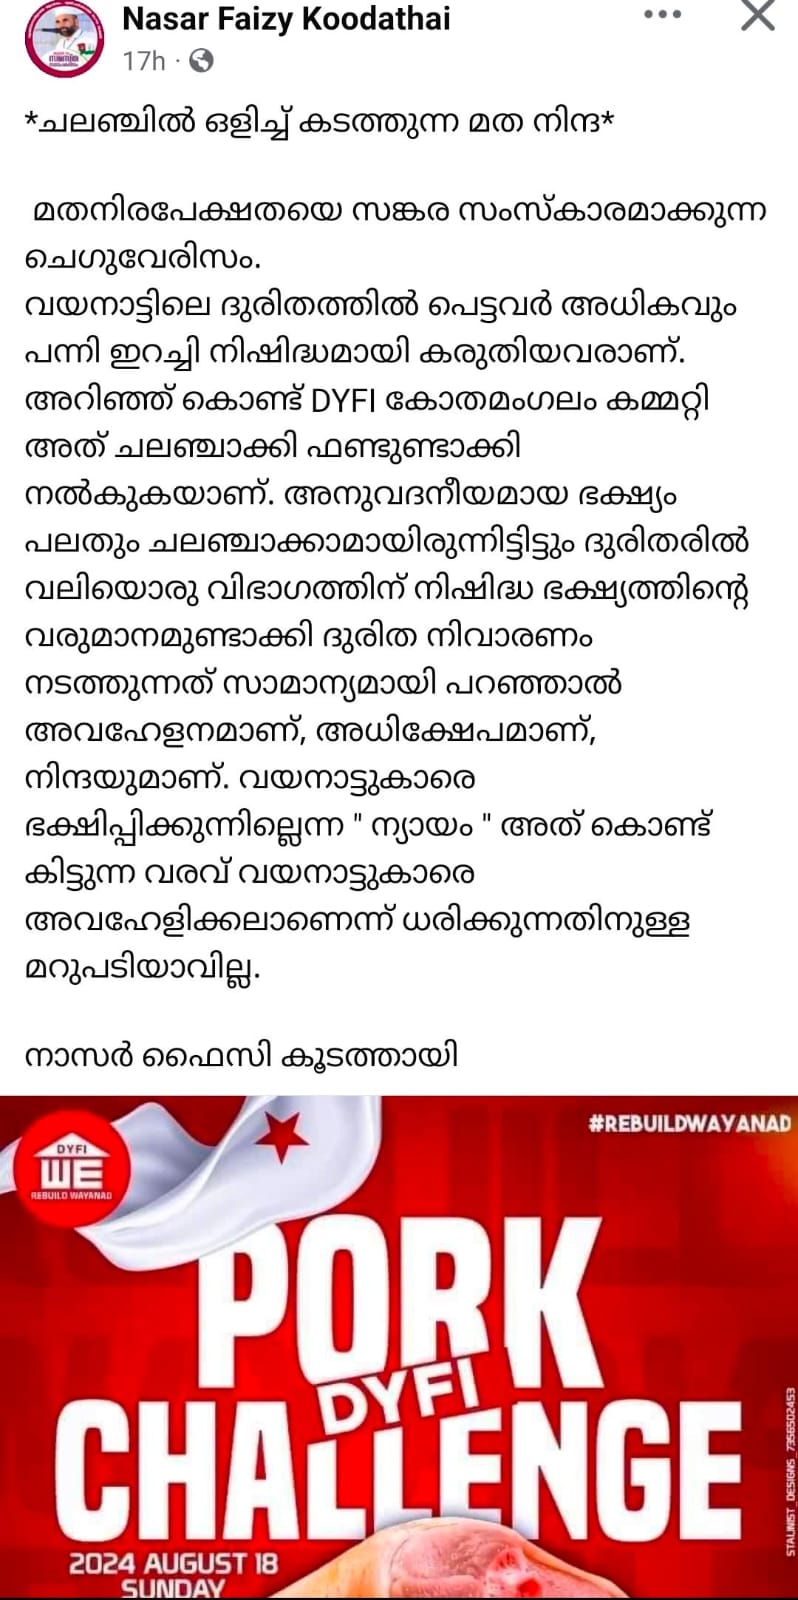 Nasar Faizy Koodathai
17h ·
*ചലഞ്ചിൽ ഒളിച്ച് കടത്തുന്ന മത നിന്ദ*
മതനിരപേക്ഷതയെ സങ്കര സംസ്കാരമാക്കുന്ന
ചെഗുവേരിസം.
വയനാട്ടിലെ ദുരിതത്തിൽ പെട്ടവർ അധികവും
പന്നി ഇറച്ചി നിഷിദ്ധമായി കരുതിയവരാണ്.
അറിഞ്ഞ് കൊണ്ട് DYFI കോതമംഗലം കമ്മറ്റി
അത് ചലഞ്ചാക്കി ഫണ്ടുണ്ടാക്കി
നൽകുകയാണ്. അനുവദനീയമായ ഭക്ഷ്യം
പലതും ചലഞ്ചാക്കാമായിരുന്നിട്ടിട്ടും ദുരിതരിൽ
വലിയൊരു വിഭാഗത്തിന് നിഷിദ്ധ ഭക്ഷ്യത്തിന്റെ
വരുമാനമുണ്ടാക്കി ദുരിത നിവാരണം
നടത്തുന്നത് സാമാന്യമായി പറഞ്ഞാൽ
അവഹേളനമാണ്, അധിക്ഷേപമാണ്,
നിന്ദയുമാണ്. വയനാട്ടുകാരെ
ഭക്ഷിപ്പിക്കുന്നില്ലെന്ന " ന്യായം " അത് കൊണ്ട്
കിട്ടുന്ന വരവ് വയനാട്ടുകാരെ
അവഹേളിക്കലാണെന്ന് ധരിക്കുന്നതിനുള്ള
മറുപടിയാവില്ല.
നാസർ ഫൈസി കൂടത്തായി
#REBUILDWAYANAD
DYFI
WE
REBUILD WAYANAD
PORK
DYFI
CHALLENGE
2024 AUGUST 18
SUNDAY
STALINIST_DESIGNS_7356502453